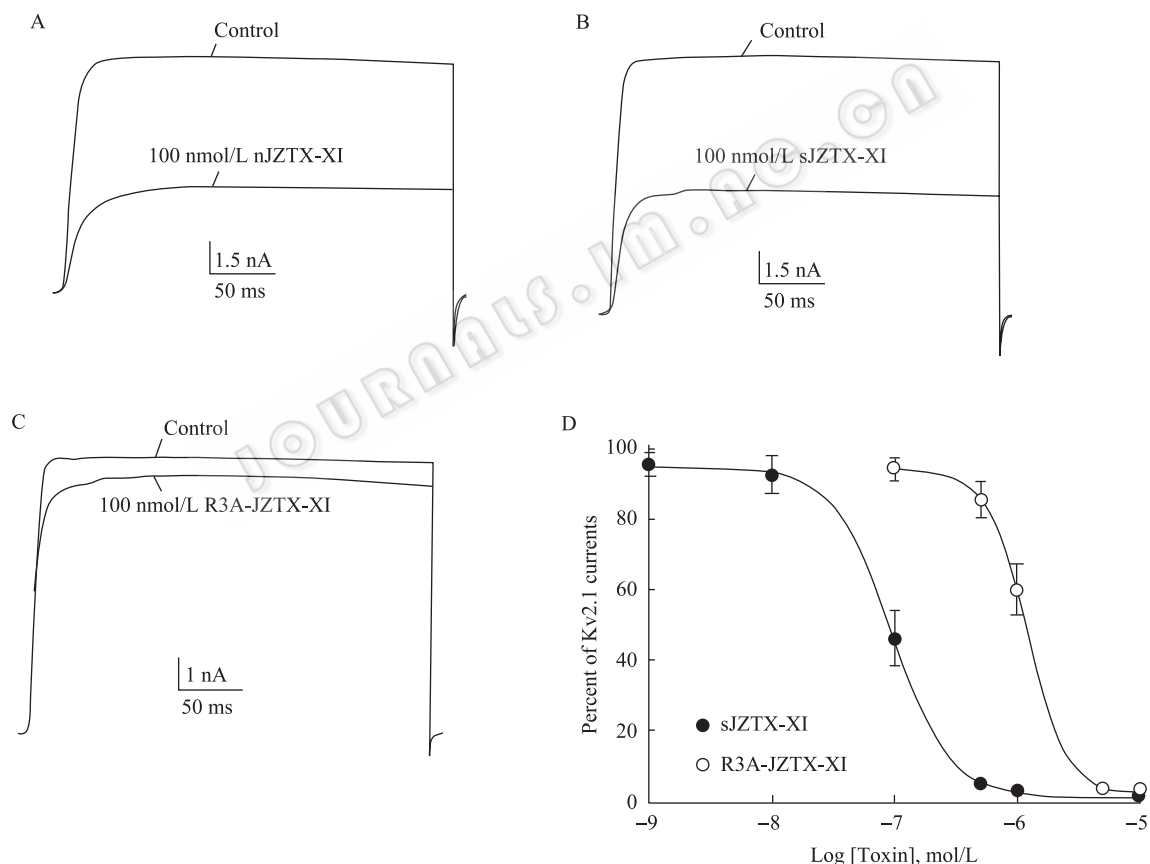 A
Control
100 nmol/L nJZTX-XI
1.5 nA
50 ms
B
Control
100 nmol/L sJZTX-XI
1.5 nA
50 ms
C
Control
100 nmol/L R3A-JZTX-XI
1 nA
50 ms
D
Percent of Kv2.1 currents
100
80
60
40
20
0
sJZTX-XI
R3A-JZTX-XI
−9
−8
−7
−6
−5
Log [Toxin], mol/L
JOURNALS.IM.AC.CN